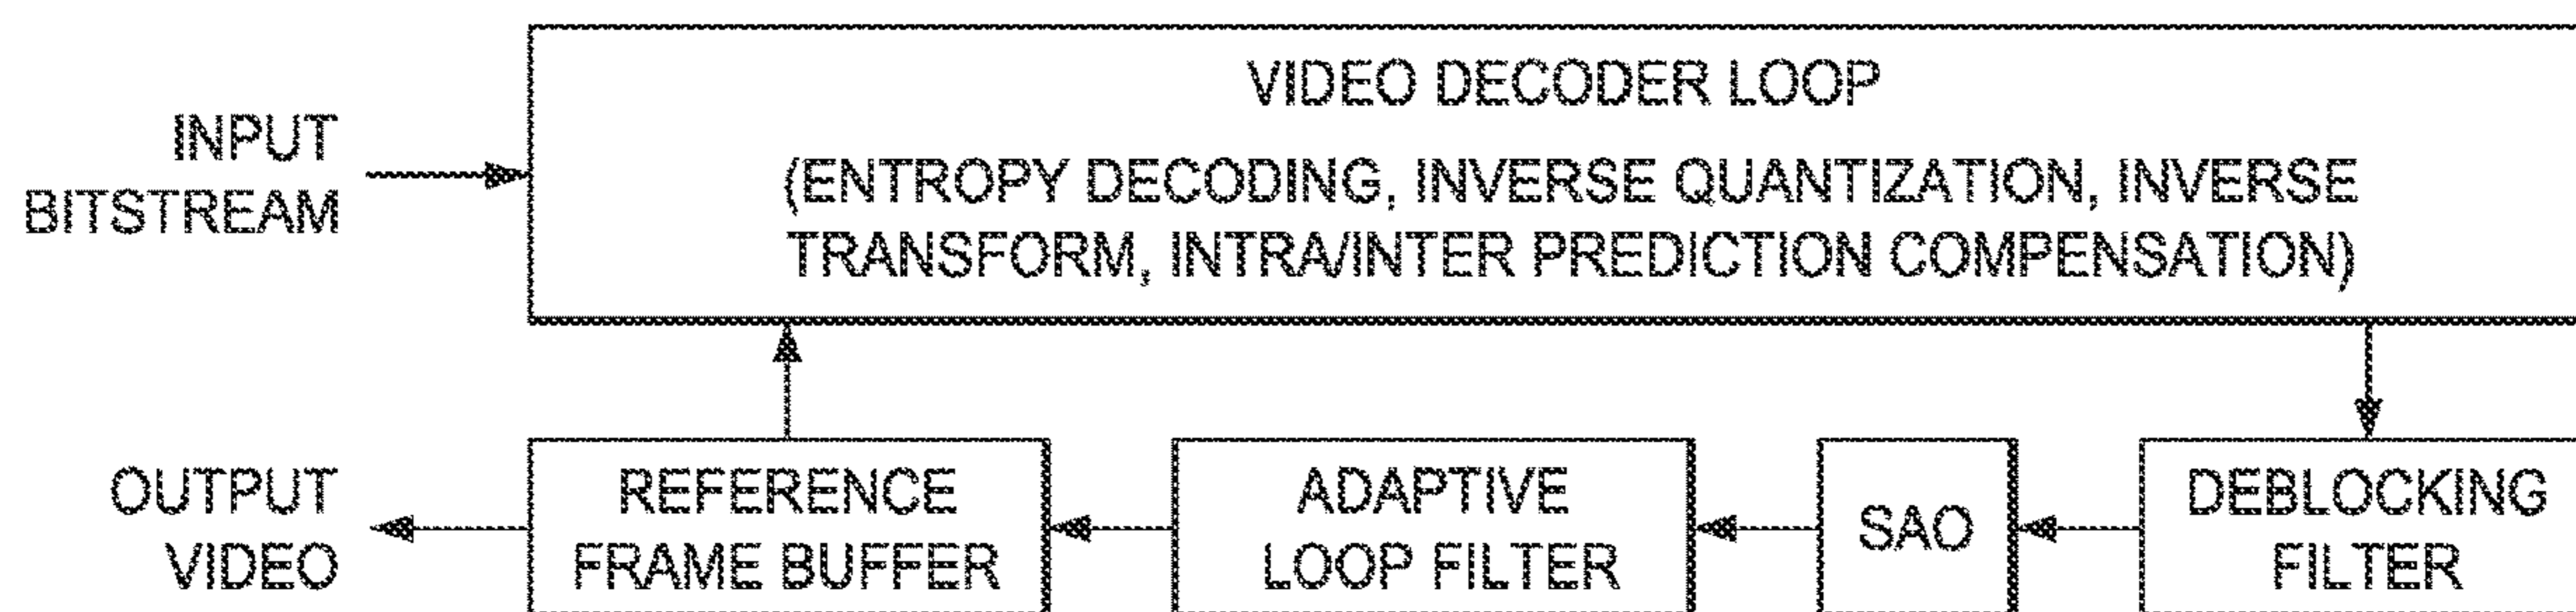 VIDEO DECODER LOOP
INPUT
BITSTREAM
(ENTROPY DECODING, INVERSE QUANTIZATION, INVERSE
TRANSFORM, INTRA/INTER PREDICTION COMPENSATION)
OUTPUT
VIDEO
REFERENCE
FRAME BUFFER
ADAPTIVE
LOOP FILTER
SAO
DEBLOCKING
FILTER